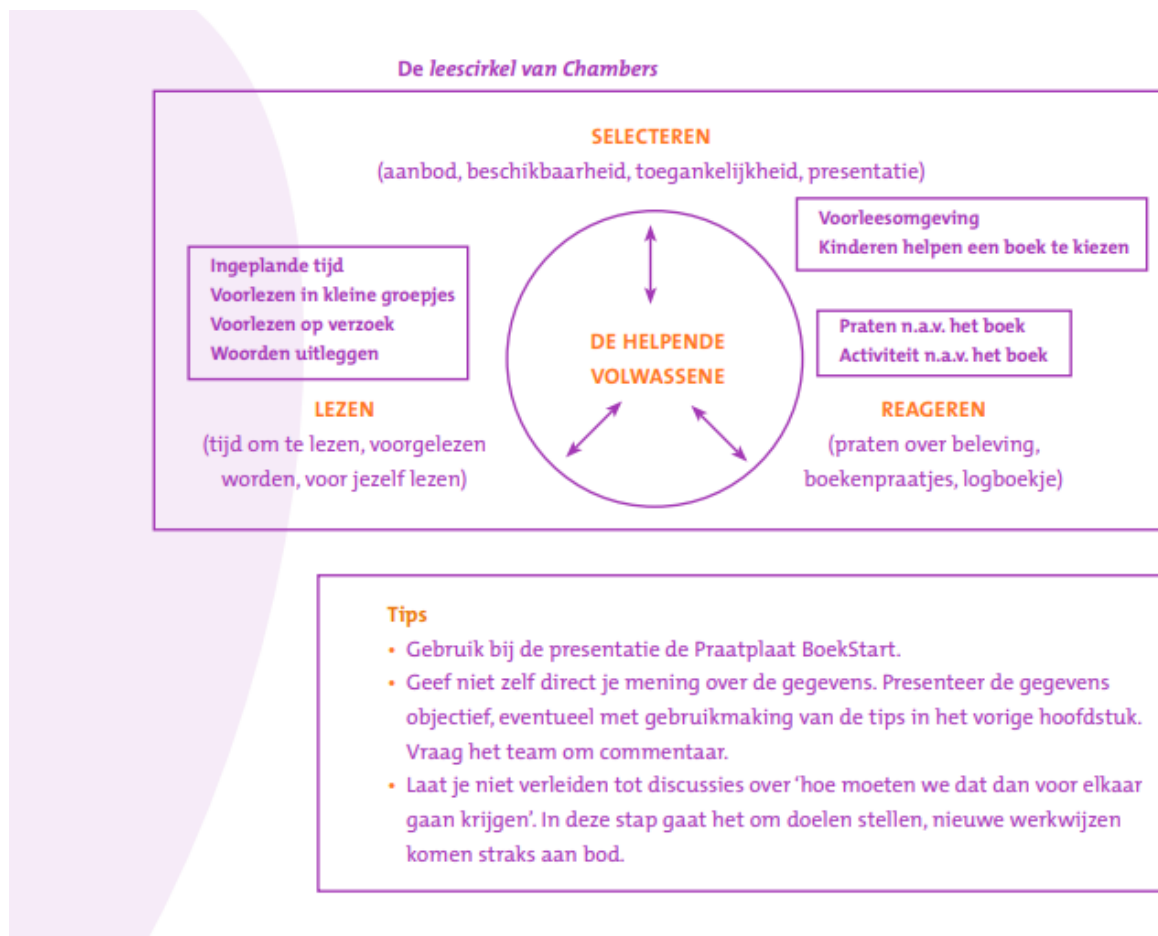 De leescirkel van Chambers
SELECTEREN
(aanbod, beschikbaarheid, toegankelijkheid, presentatie)
Voorleesomgeving
Kinderen helpen een boek te kiezen
Ingeplande tijd
Voorlezen in kleine groepjes
Voorlezen op verzoek
Woorden uitleggen
DE HELPENDE
VOLWASSENE
Praten n.a.v. het boek
Activiteit n.a.v. het boek
LEZEN
(tijd om te lezen, voorgelezen
worden, voor jezelf lezen)
REAGEREN
(praten over beleving,
boekenpraatjes, logboekje)
Tips
• Gebruik bij de presentatie de Praatplaat BoekStart.
• Geef niet zelf direct je mening over de gegevens. Presenteer de gegevens
objectief, eventueel met gebruikmaking van de tips in het vorige hoofdstuk.
Vraag het team om commentaar.
• Laat je niet verleiden tot discussies over ‘hoe moeten we dat dan voor elkaar
gaan krijgen’. In deze stap gaat het om doelen stellen, nieuwe werkwijzen
komen straks aan bod.